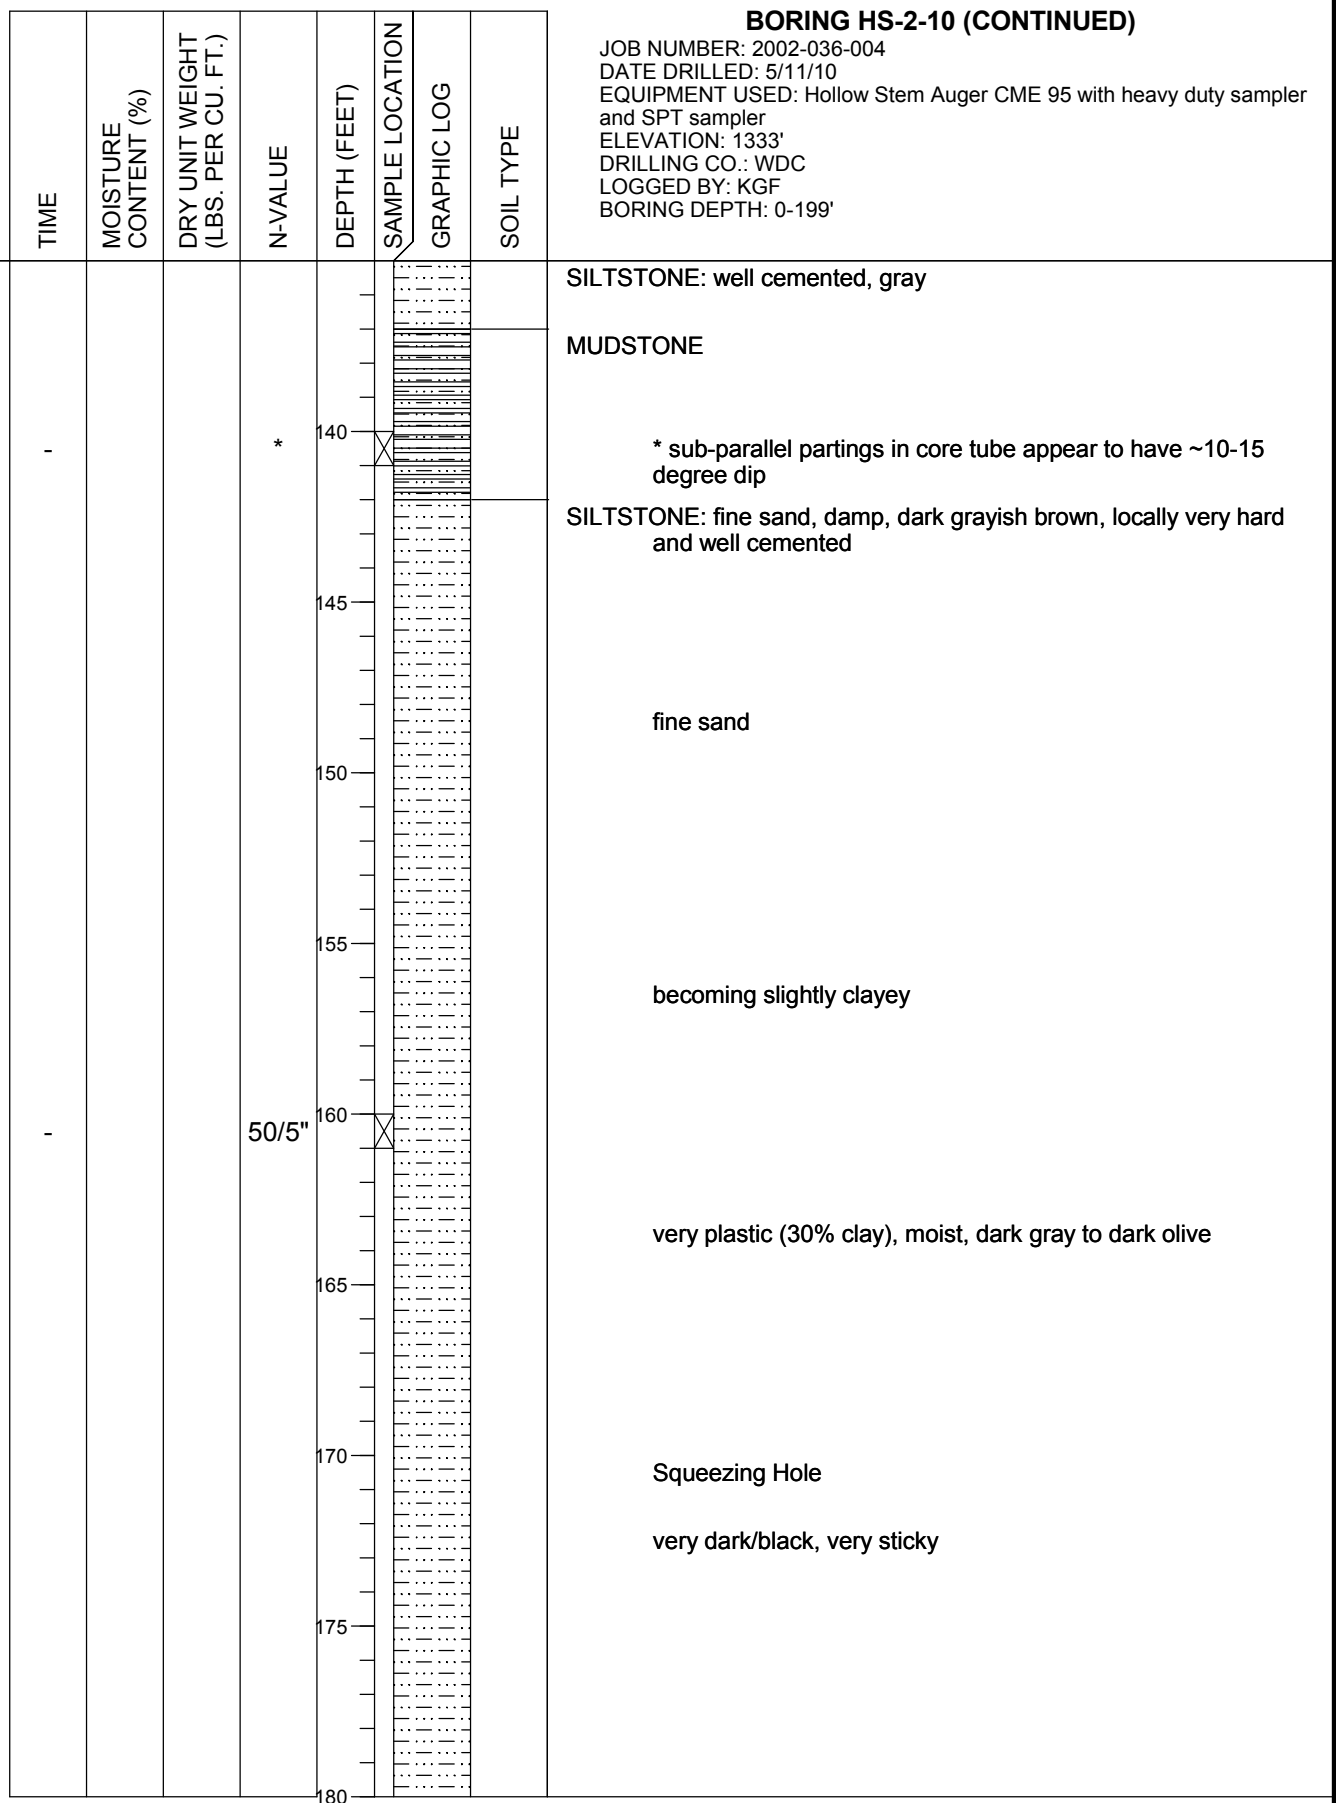 BORING HS-2-10 (CONTINUED)
JOB NUMBER: 2002-036-004
DATE DRILLED: 5/11/10
EQUIPMENT USED: Hollow Stem Auger CME 95 with heavy duty sampler
and SPT sampler
ELEVATION: 1333'
DRILLING CO.: WDC
LOGGED BY: KGF
BORING DEPTH: 0-199'
TIME
MOISTURE
CONTENT (%)
DRY UNIT WEIGHT
(LBS. PER CU. FT.)
N-VALUE
DEPTH (FEET)
SAMPLE LOCATION
GRAPHIC LOG
SOIL TYPE
SILTSTONE: well cemented, gray
MUDSTONE
140
- * * sub-parallel partings in core tube appear to have ~10-15
degree dip
SILTSTONE: fine sand, damp, dark grayish brown, locally very hard
and well cemented
145
fine sand
150
155
becoming slightly clayey
160
- 50/5"
very plastic (30% clay), moist, dark gray to dark olive
165
170
Squeezing Hole
very dark/black, very sticky
175
180